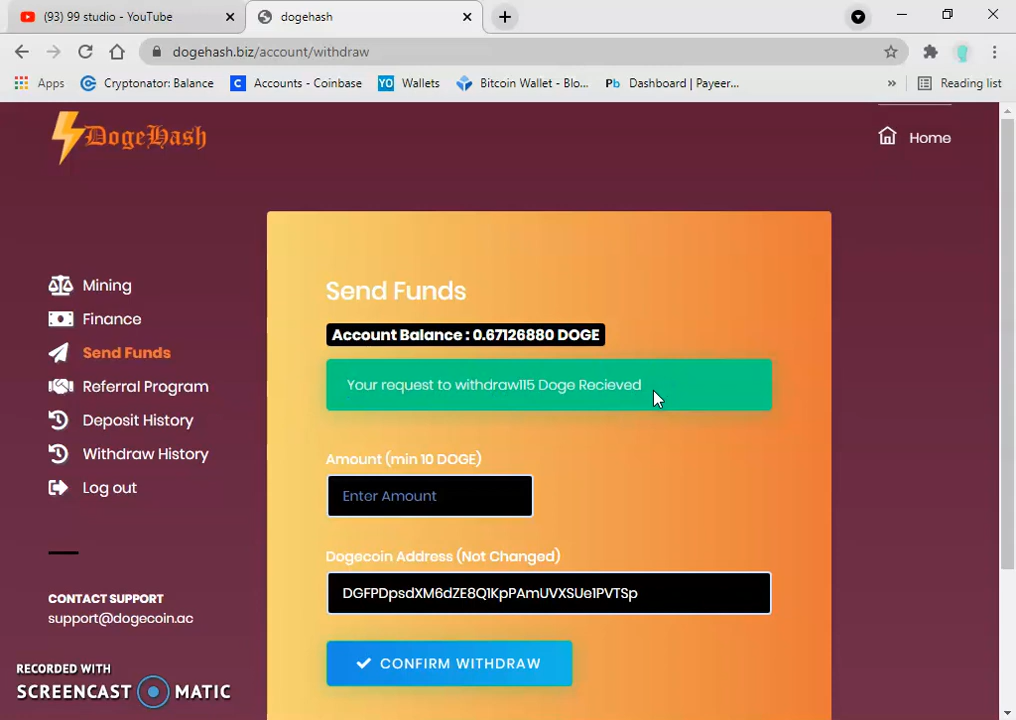 (93) 99 studio - YouTube
dogehash
dogehash.biz/account/withdraw
Apps
Cryptonator: Balance
Accounts - Coinbase
YO Wallets
Bitcoin Wallet - Blo...
Pb Dashboard | Payeer...
»
Reading list
DogeHash
Home
Mining
Finance
Send Funds
Referral Program
Deposit History
Withdraw History
Log out
CONTACT SUPPORT
support@dogecoin.ac
Send Funds
Account Balance : 0.67126880 DOGE
Your request to withdraw115 Doge Recieved
Amount (min 10 DOGE)
Enter Amount
Dogecoin Address (Not Changed)
DGFPDpsdXM6dZE8Q1KpPAmUVXSUe1PVTSp
CONFIRM WITHDRAW
RECORDED WITH
SCREENCAST MATIC